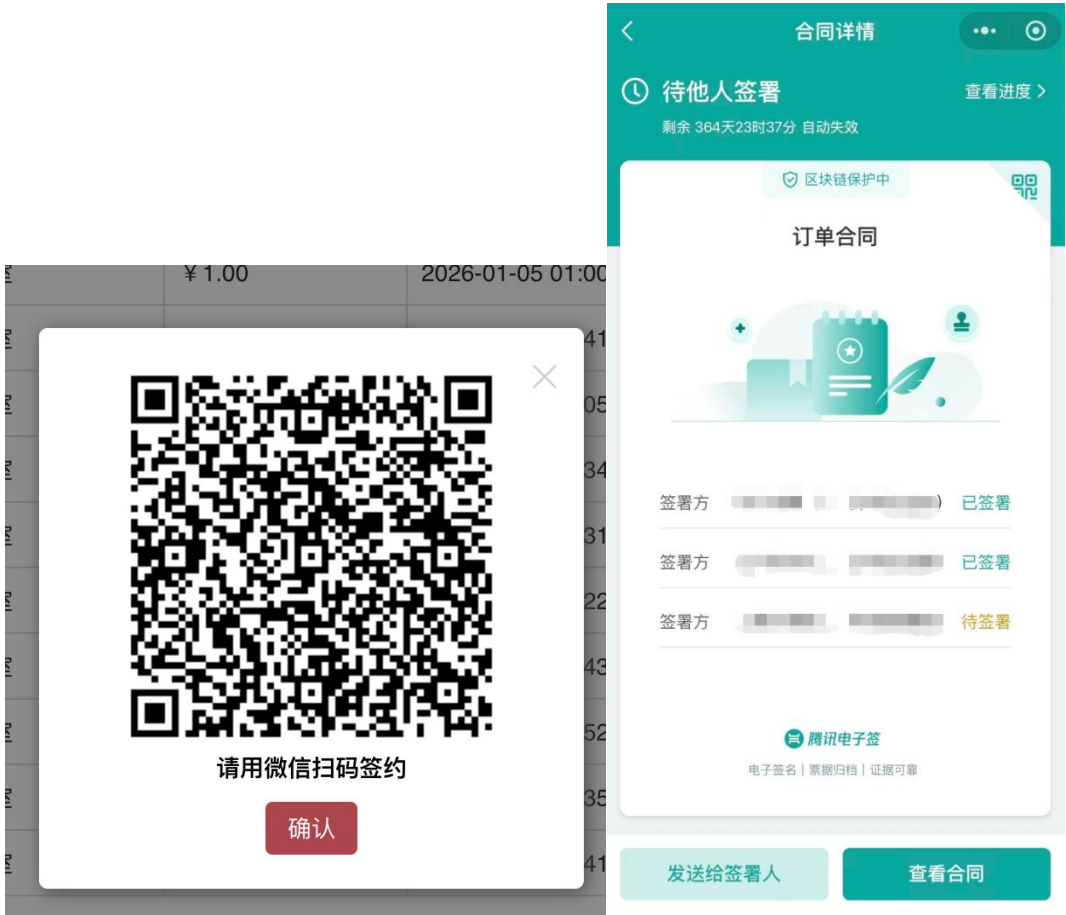 ¥ 1.00
2026-01-05 01:00
41
05
34
31
22
43
52
35
41
请用微信扫码签约
确认
合同详情
待他人签署
查看进度
剩余 364天23时37分 自动失效
区块链保护中
订单合同
签署方
已签署
签署方
已签署
签署方
待签署
腾讯电子签
电子签名 | 票据归档 | 证据可靠
发送给签署人
查看合同